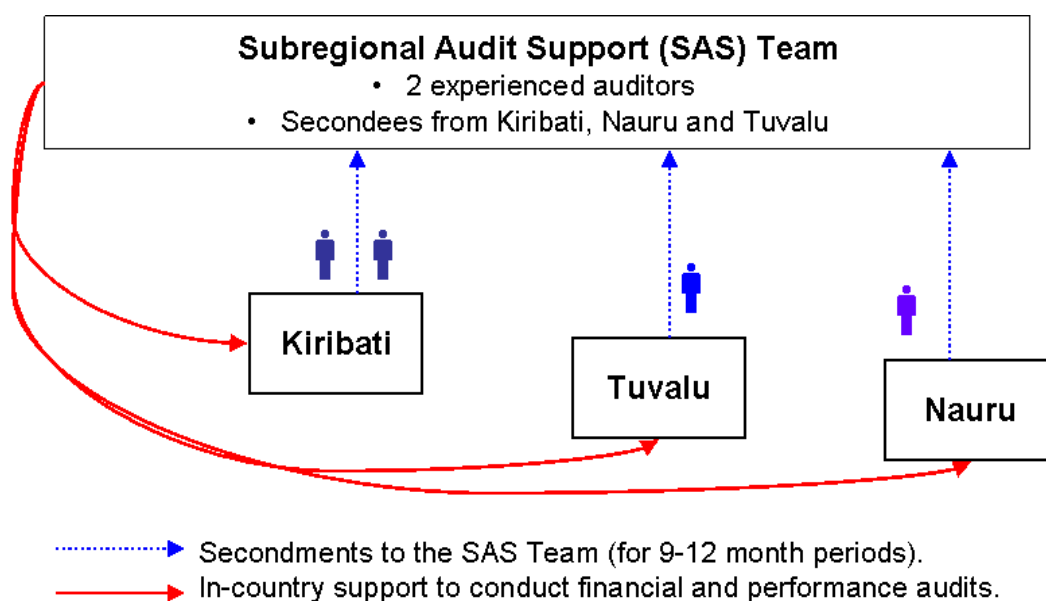 Subregional Audit Support (SAS) Team
• 2 experienced auditors
• Secondees from Kiribati, Nauru and Tuvalu
Kiribati
Tuvalu
Nauru
Secondments to the SAS Team (for 9-12 month periods).
In-country support to conduct financial and performance audits.